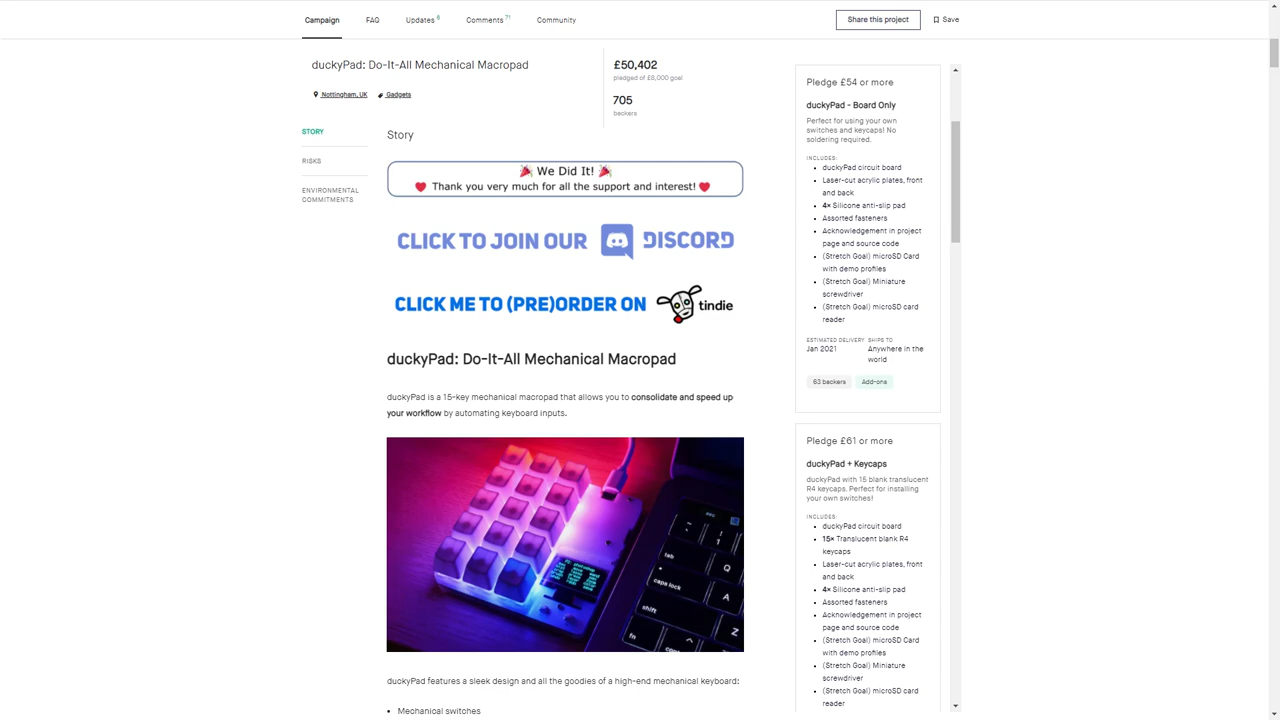 Campaign
FAQ
Updates 8
Comments 71
Community
Share this project
Save
duckyPad: Do-It-All Mechanical Macropad
Nottingham, UK
Gadgets
£50,402
pledged of £8,000 goal
705
backers
STORY
RISKS
ENVIRONMENTAL
COMMITMENTS
Story
🎉 We Did It! 🎉
❤️ Thank you very much for all the support and interest! ❤️
CLICK TO JOIN OUR DISCORD
CLICK ME TO (PRE)ORDER ON tindie
duckyPad: Do-It-All Mechanical Macropad
duckyPad is a 15-key mechanical macropad that allows you to consolidate and speed up
your workflow by automating keyboard inputs.
esc
~
!
1
tab
Q
caps lock
A
shift
Z
fn
duckyPad features a sleek design and all the goodies of a high-end mechanical keyboard:
• Mechanical switches
Pledge £54 or more
duckyPad - Board Only
Perfect for using your own
switches and keycaps! No
soldering required.
INCLUDES:
• duckyPad circuit board
• Laser-cut acrylic plates, front
and back
• 4× Silicone anti-slip pad
• Assorted fasteners
• Acknowledgement in project
page and source code
• (Stretch Goal) microSD Card
with demo profiles
• (Stretch Goal) Miniature
screwdriver
• (Stretch Goal) microSD card
reader
ESTIMATED DELIVERY
Jan 2021
SHIPS TO
Anywhere in the
world
63 backers
Add-ons
Pledge £61 or more
duckyPad + Keycaps
duckyPad with 15 blank translucent
R4 keycaps. Perfect for installing
your own switches!
INCLUDES:
• duckyPad circuit board
• 15× Translucent blank R4
keycaps
• Laser-cut acrylic plates, front
and back
• 4× Silicone anti-slip pad
• Assorted fasteners
• Acknowledgement in project
page and source code
• (Stretch Goal) microSD Card
with demo profiles
• (Stretch Goal) Miniature
screwdriver
• (Stretch Goal) microSD card
reader